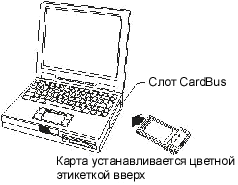 Слот CardBus
Карта устанавливается цветной
этикеткой вверх